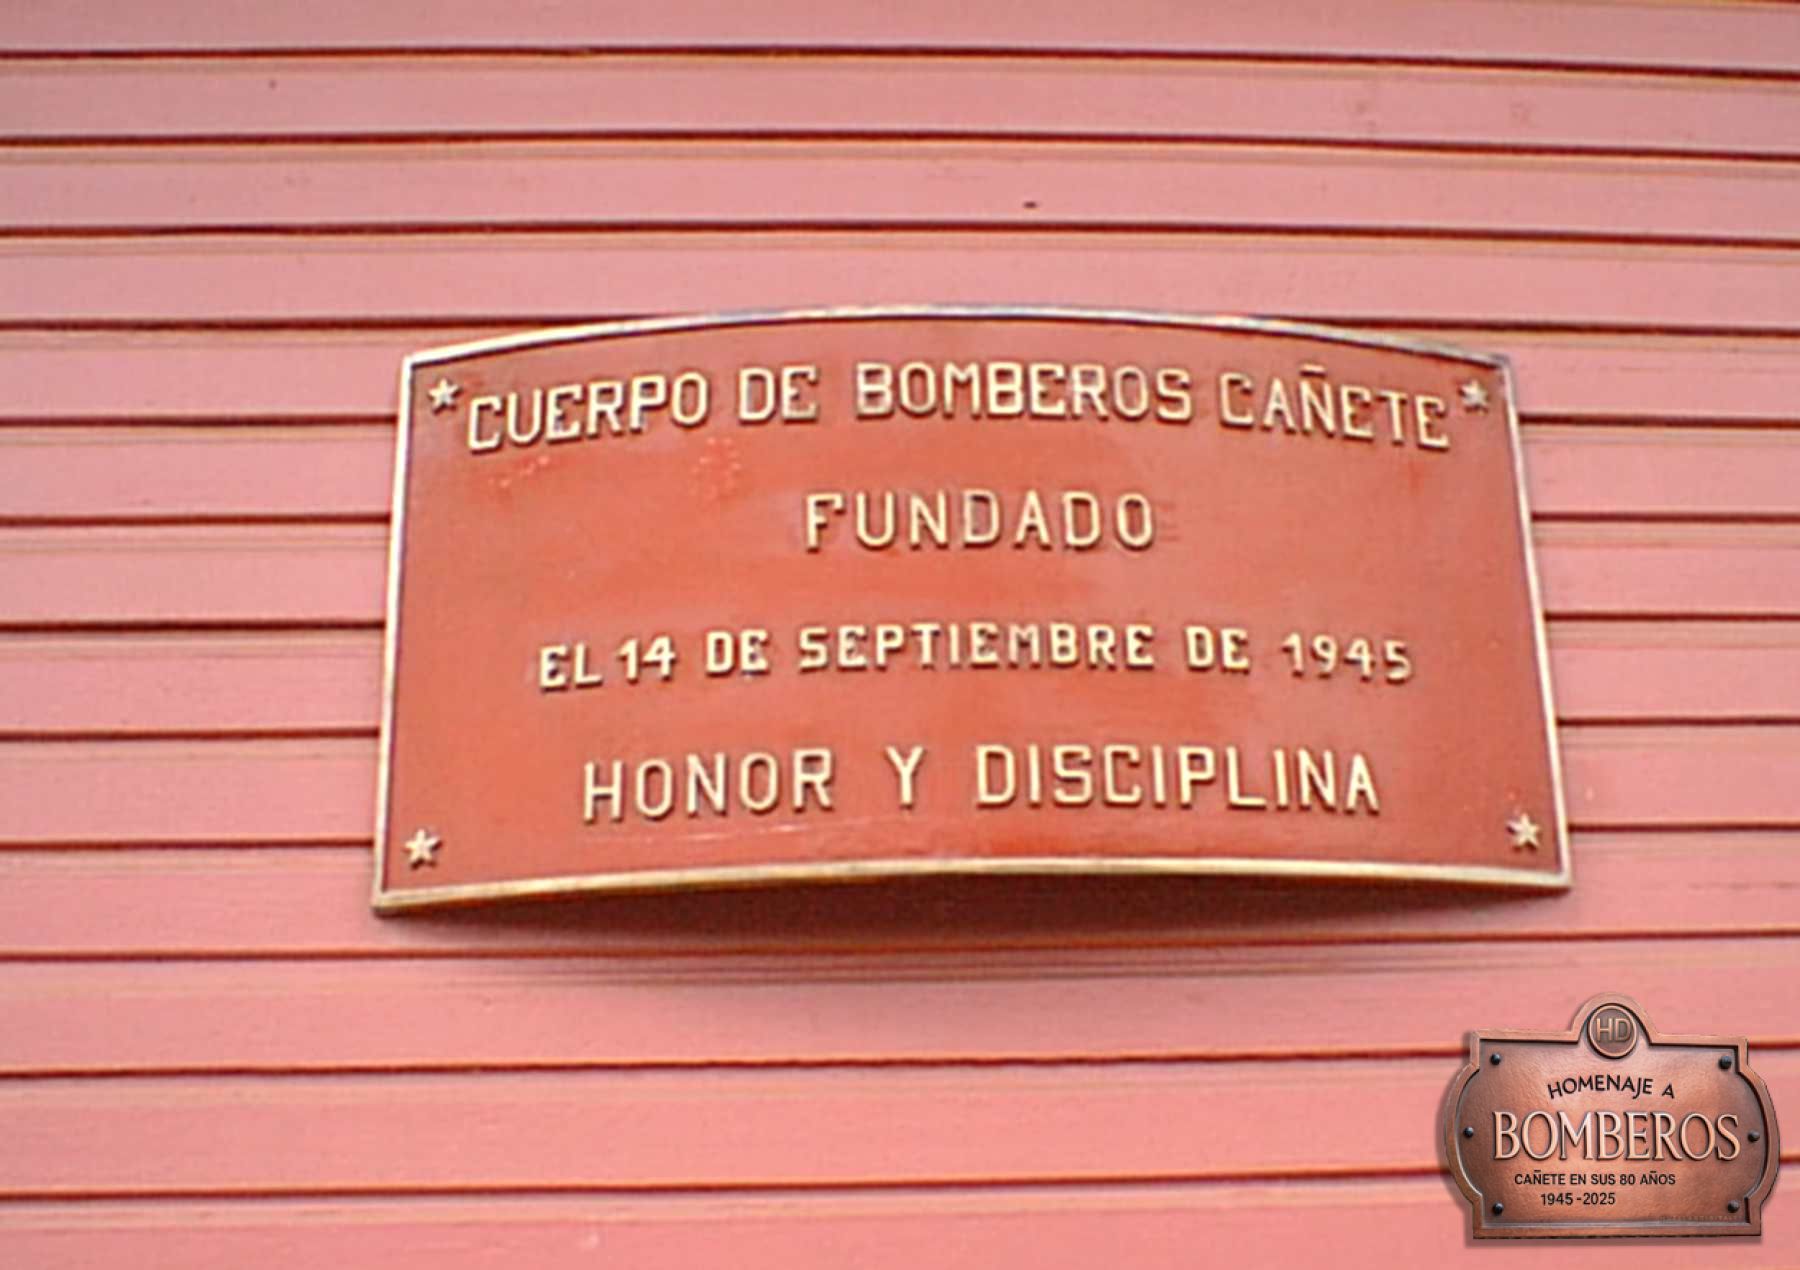 CUERPO DE BOMBEROS CAÑETE
FUNDADO
EL 14 DE SEPTIEMBRE DE 1945
HONOR Y DISCIPLINA
HD
HOMENAJE A
BOMBEROS
CAÑETE EN SUS 80 AÑOS
1945-2025